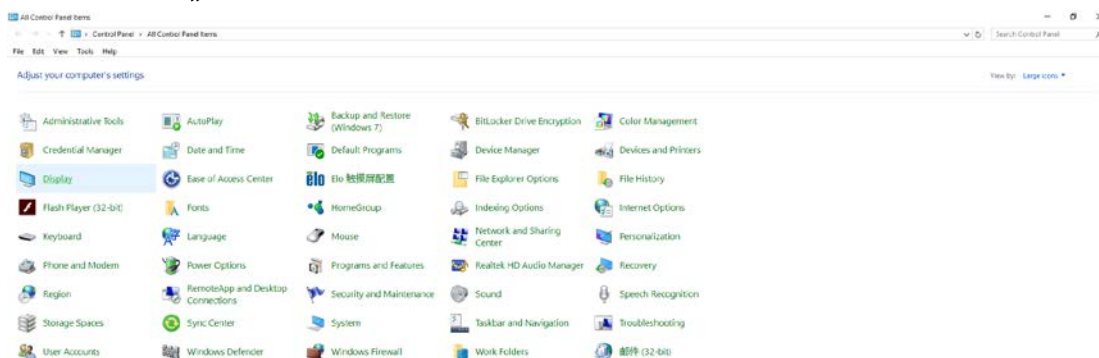 All Control Panel Items
Control Panel › All Control Panel Items
Search Control Panel
File Edit View Tools Help
Adjust your computer's settings
View by: Large icons
Administrative Tools
AutoPlay
Backup and Restore
(Windows 7)
BitLocker Drive Encryption
Color Management
Credential Manager
Date and Time
Default Programs
Device Manager
Devices and Printers
Display
Ease of Access Center
elo
Elo 触摸屏配置
File Explorer Options
File History
Flash Player (32-bit)
Fonts
HomeGroup
Indexing Options
Internet Options
Keyboard
Language
Mouse
Network and Sharing
Center
Personalization
Phone and Modem
Power Options
Programs and Features
Realtek HD Audio Manager
Recovery
Region
RemoteApp and Desktop
Connections
Security and Maintenance
Sound
Speech Recognition
Storage Spaces
Sync Center
System
Taskbar and Navigation
Troubleshooting
User Accounts
Windows Defender
Windows Firewall
Work Folders
邮件 (32-bit)